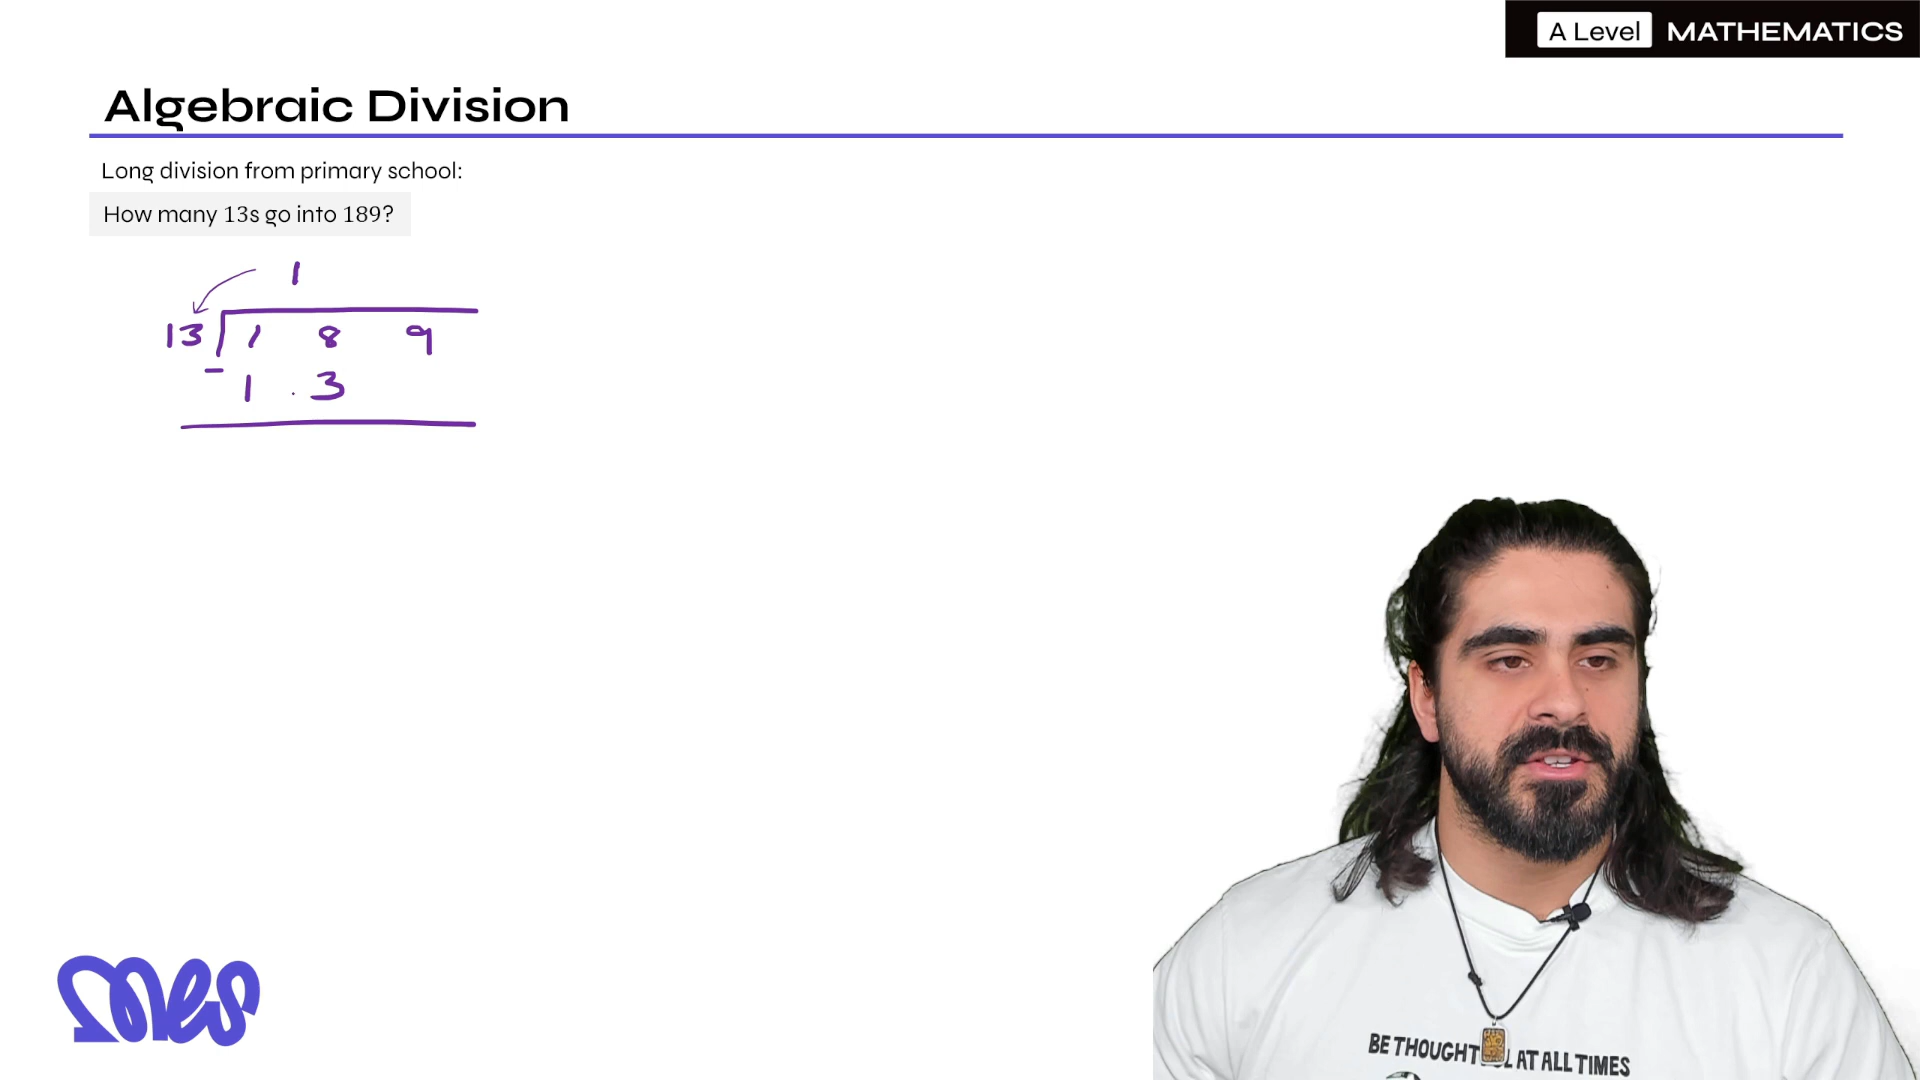 A Level MATHEMATICS
Algebraic Division
Long division from primary school:
How many 13s go into 189?
1
13 1 8 9
- 1 3
mes
BE THOUGHT L AT ALL TIMES